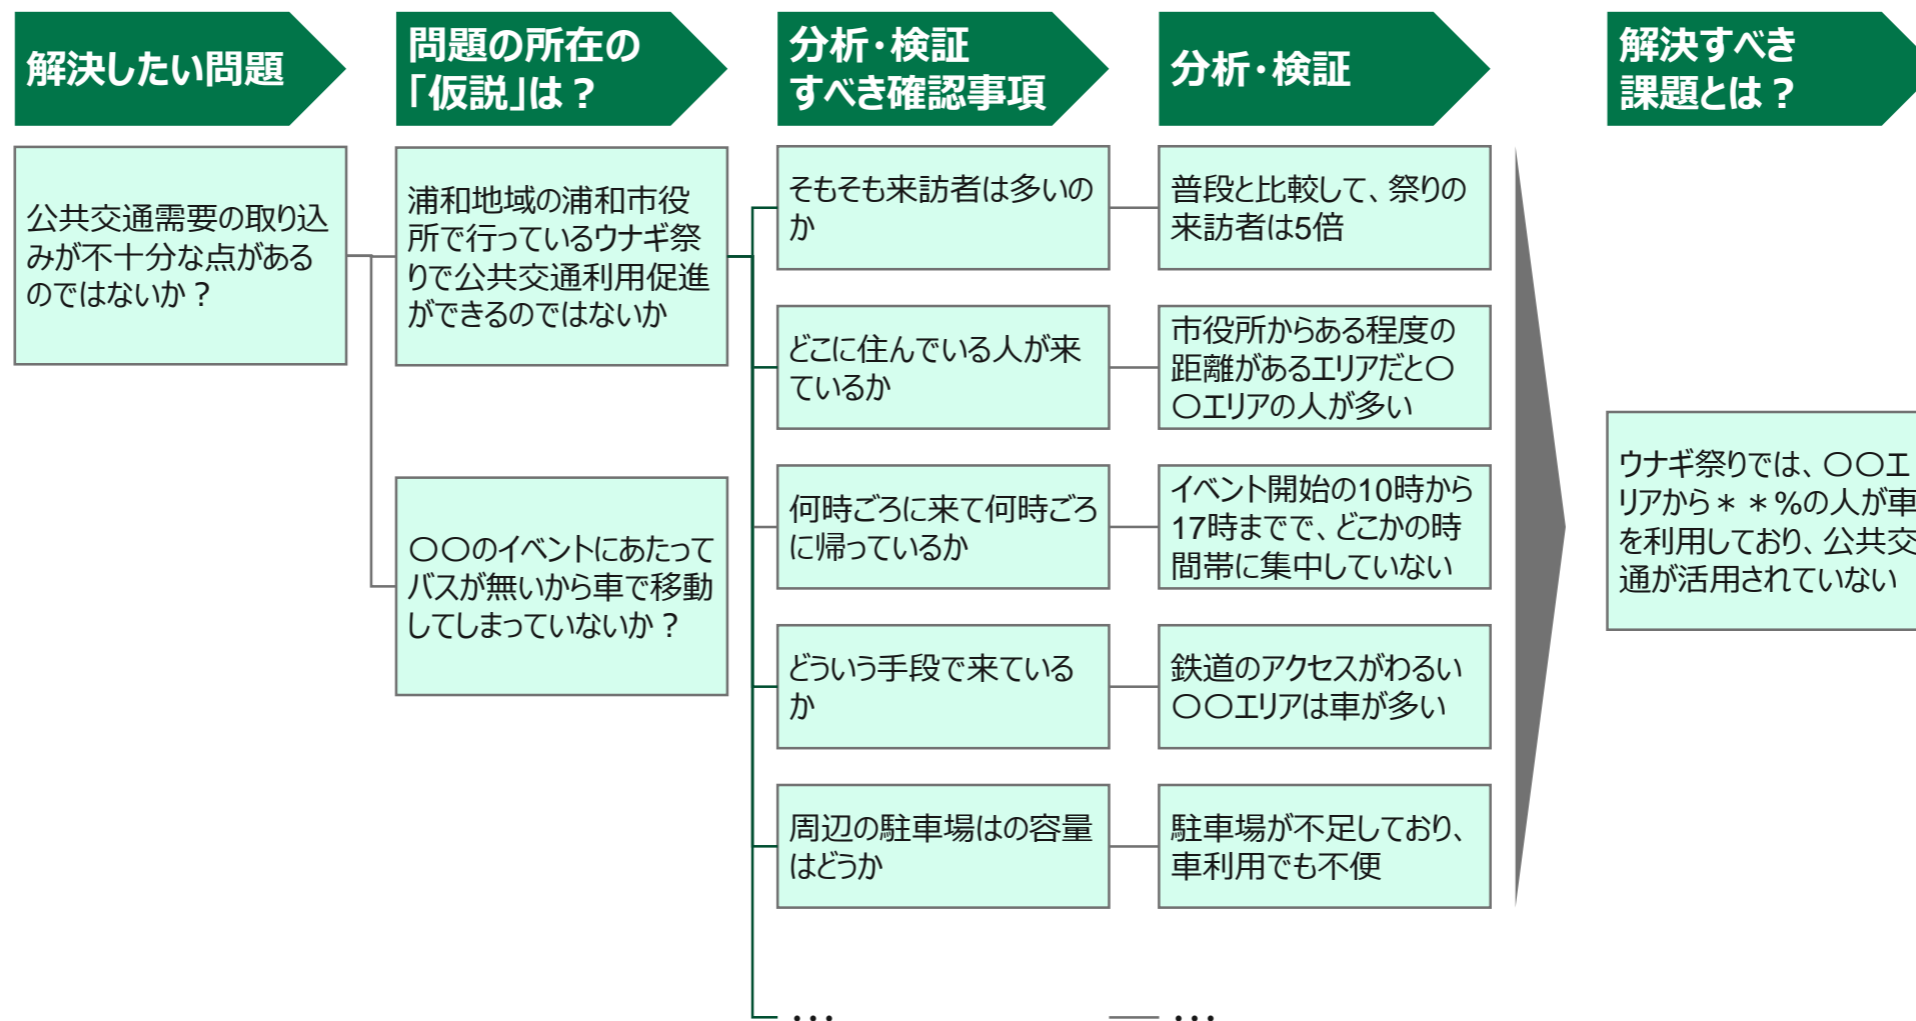 解決したい問題
問題の所在の
「仮説」は？
分析・検証
すべき確認事項
分析・検証
解決すべき
課題とは？
公共交通需要の取り込
みが不十分な点がある
のではないか？
浦和地域の浦和市役
所で行っているウナギ祭
りで公共交通利用促進
ができるのではないか
〇〇のイベントにあたって
バスが無いから車で移動
してしまっていないか？
そもそも来訪者は多いの
か
普段と比較して、祭りの
来訪者は5倍
どこに住んでいる人が来
ているか
市役所からある程度の
距離があるエリアだと〇
〇エリアの人が多い
何時ごろに来て何時ごろ
に帰っているか
イベント開始の10時から
17時までで、どこかの時
間帯に集中していない
どういう手段で来ている
か
鉄道のアクセスがわるい
〇〇エリアは車が多い
周辺の駐車場はの容量
はどうか
駐車場が不足しており、
車利用でも不便
…
…
ウナギ祭りでは、〇〇エ
リアから＊＊%の人が車
を利用しており、公共交
通が活用されていない